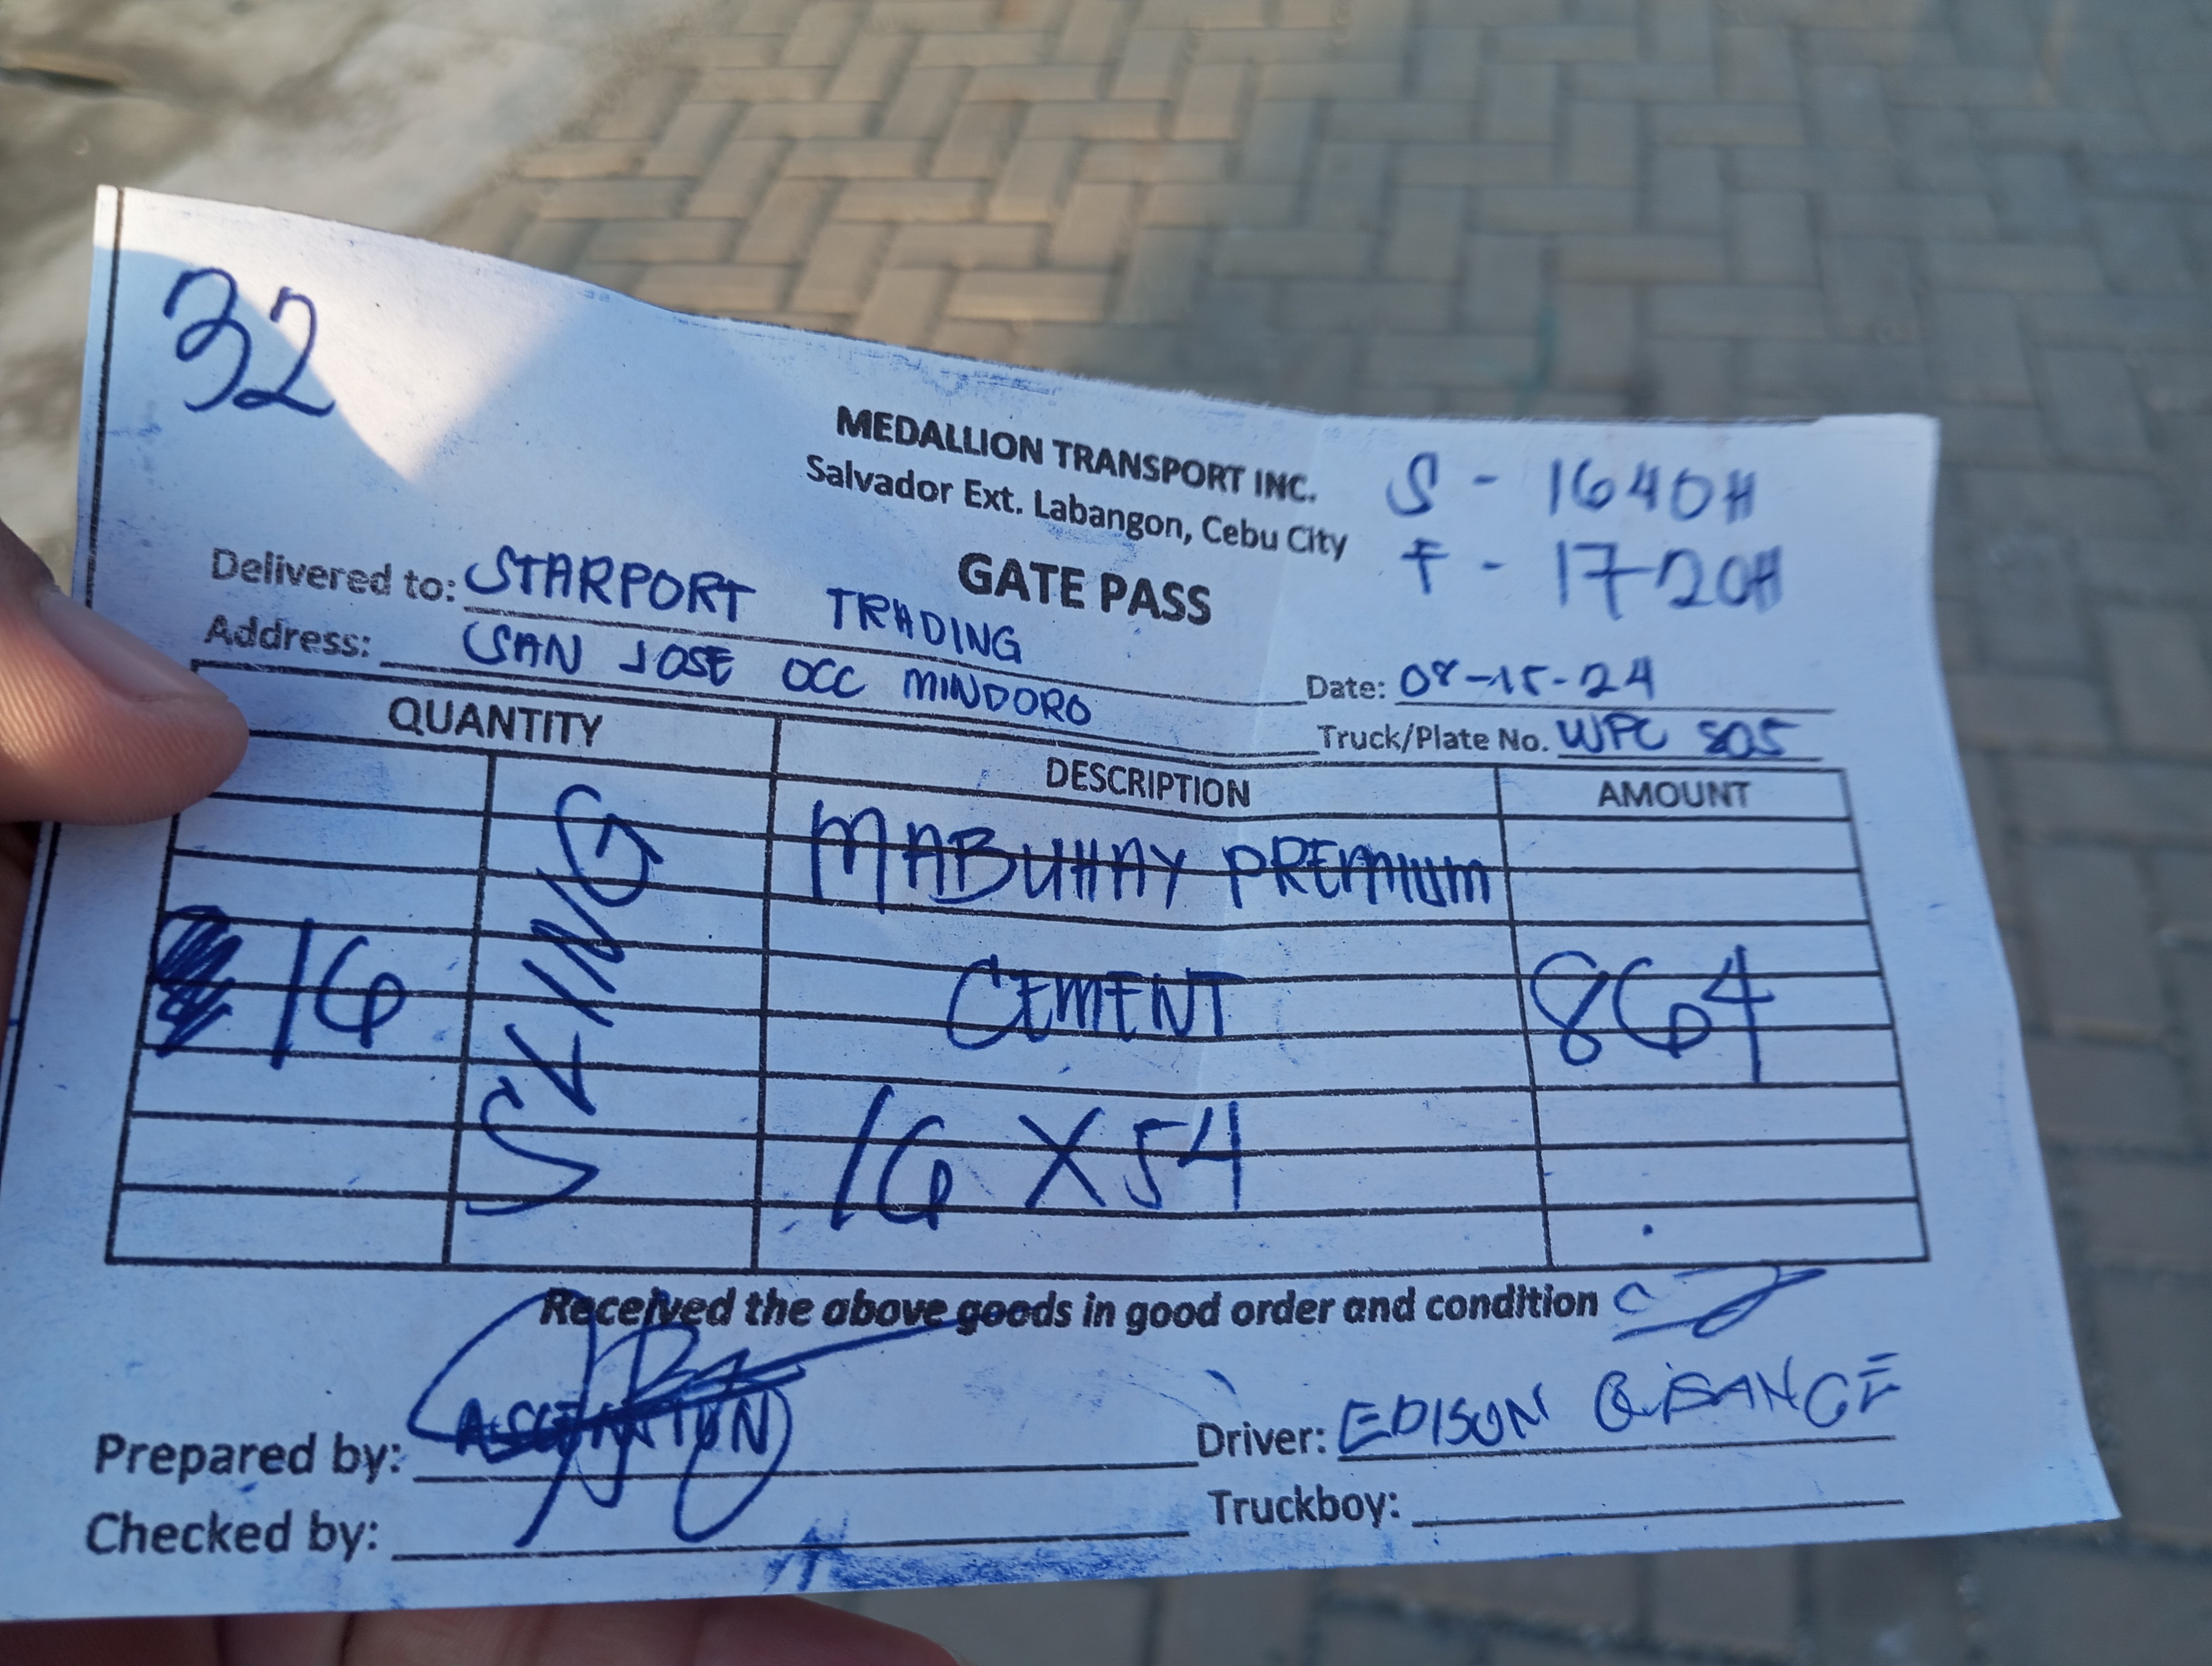 32
MEDALLION TRANSPORT INC.
Salvador Ext. Labangon, Cebu City
S - 1640H
F - 1720H
GATE PASS
Delivered to: STARPORT TRADING
Address: SAN JOSE OCC MINDORO
Date: 08-15-24
Truck/Plate No. WPC 505
QUANTITY DESCRIPTION AMOUNT
MABUHAY PREMIUM
16 SLING CEMENT 864
16 X 54
Received the above goods in good order and condition
Prepared by:
Driver: EDISON
Checked by:
Truckboy: